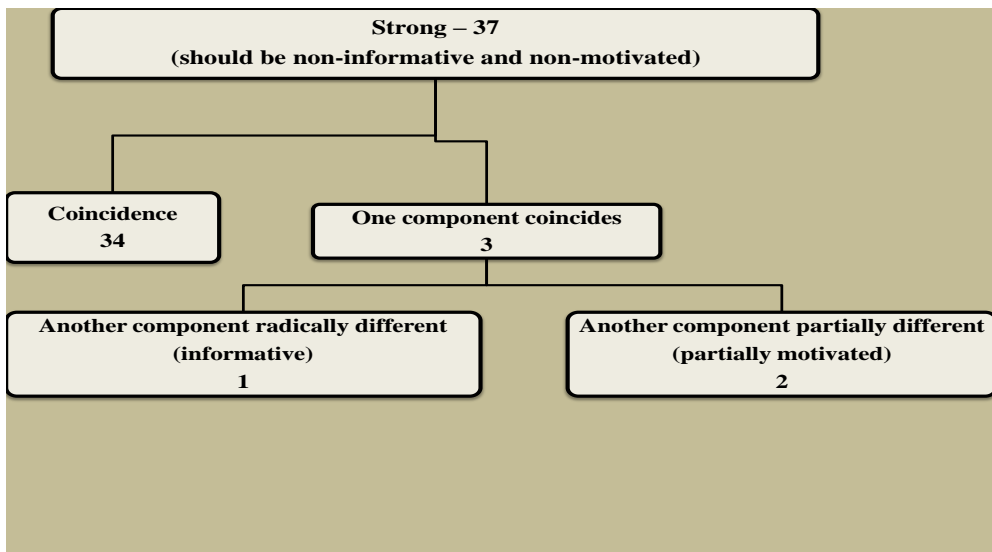 Strong – 37
(should be non-informative and non-motivated)
Coincidence
34
One component coincides
3
Another component radically different
(informative)
1
Another component partially different
(partially motivated)
2